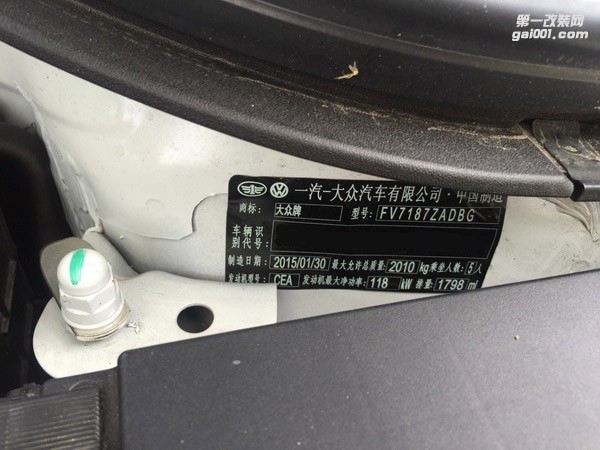 第一改装网
gai001.com
一汽-大众汽车有限公司·中国制造
商标: 大众牌 型号: FV7187ZADBG
车辆识
别代号:
制造日期: 2015/01/30 最大允许总质量: 2010 kg 乘坐人数: 5 人
发动机型号: CEA 发动机最大净功率: 118 kW 排量: 1798 ml